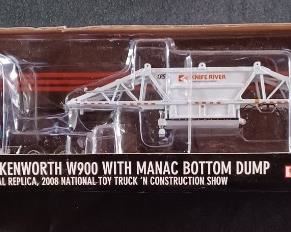 KNIFE RIVER
KENWORTH W900 WITH MANAC BOTTOM DUMP
AL REPLICA, 2008 NATIONAL TOY TRUCK 'N CONSTRUCTION SHOW